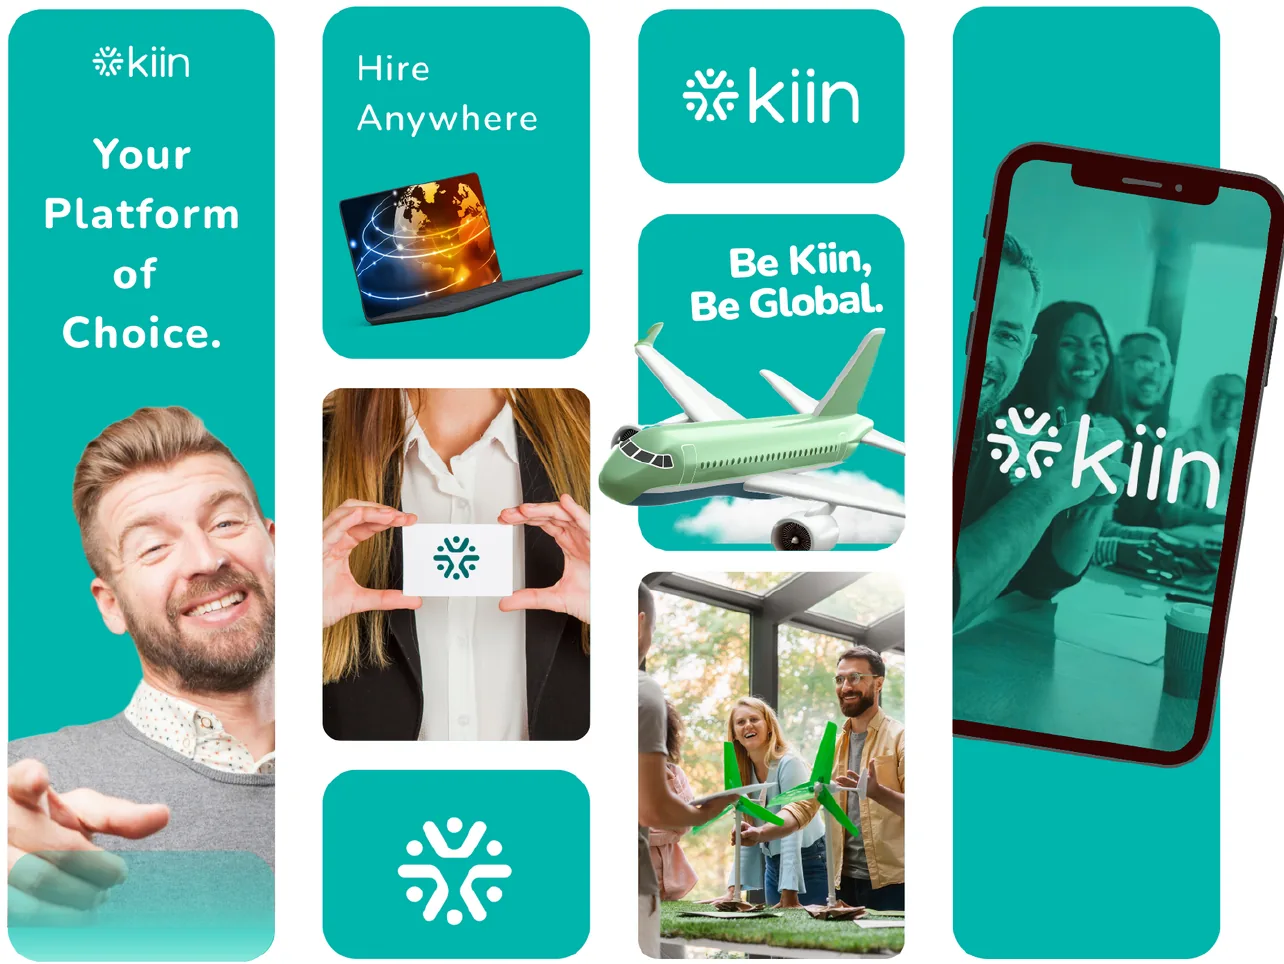 kiin
Your
Platform
of
Choice.
Hire
Anywhere
kiin
Be Kiin,
Be Global.
kiin